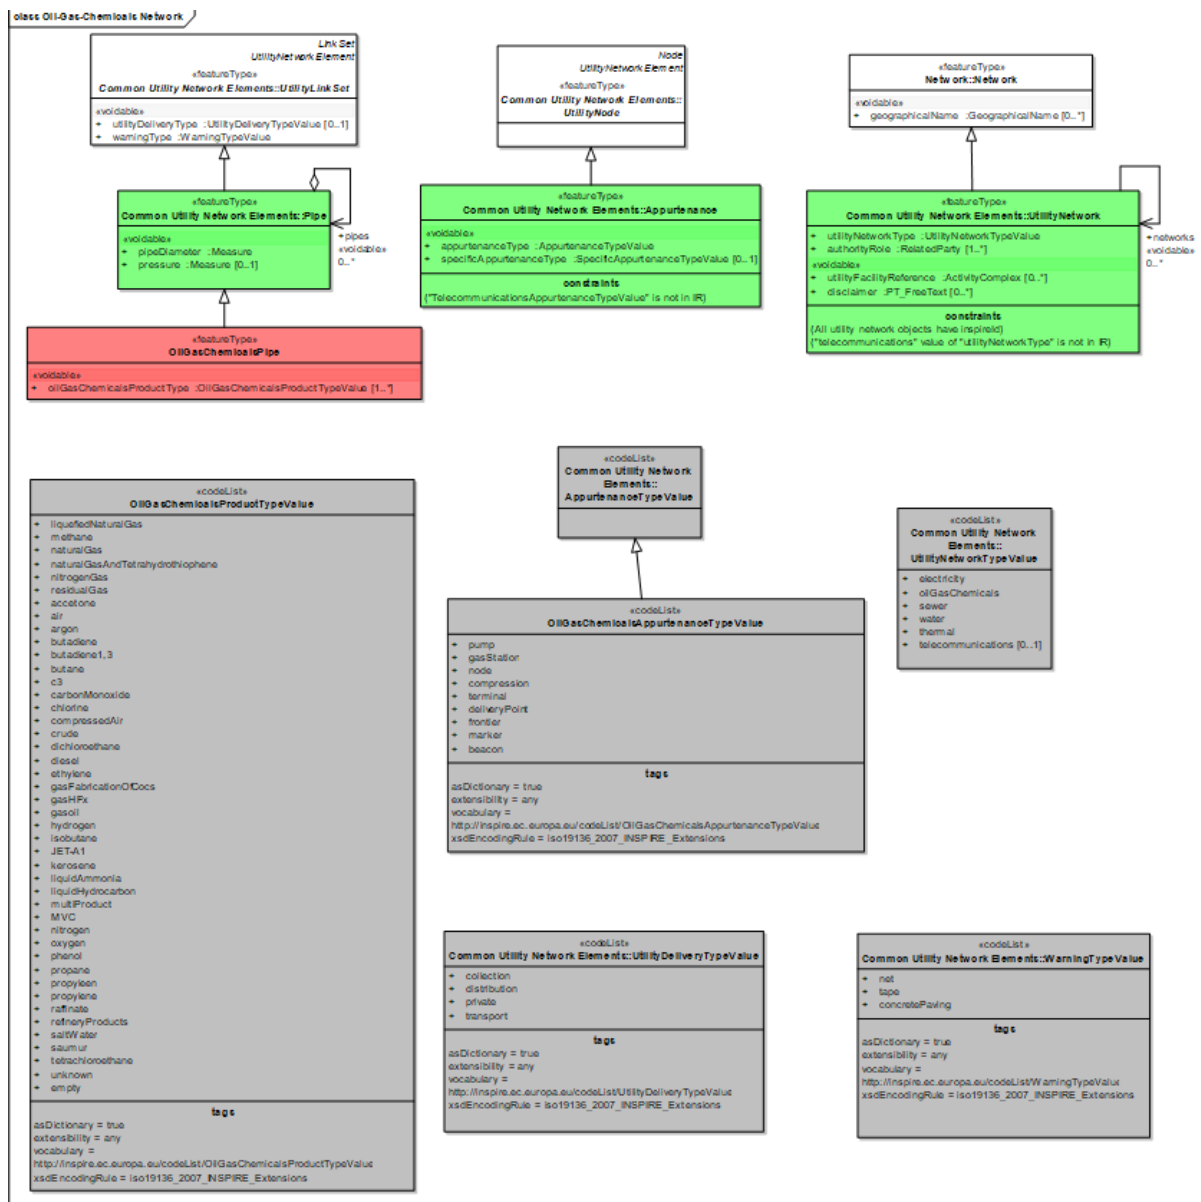 class Oil-Gas-Chemicals Network
Link Set
UtilityNetworkElement
«featureType»
Common Utility Network Elements::UtilityLinkSet
«voidable»
+ utilityDeliveryType :UtilityDeliveryTypeValue [0..1]
+ warningType :WarningTypeValue
Node
UtilityNetworkElement
«featureType»
Common Utility Network Elements::
UtilityNode
«featureType»
Network::Network
«voidable»
+ geographicalName :GeographicalName [0..*]
«featureType»
Common Utility Network Elements::Pipe
«voidable»
+ pipeDiameter :Measure
+ pressure :Measure [0..1]
+pipes
«voidable»
0..*
«featureType»
Common Utility Network Elements::Appurtenance
«voidable»
+ appurtenanceType :AppurtenanceTypeValue
+ specificAppurtenanceType :SpecificAppurtenanceTypeValue [0..1]
constraints
{"TelecommunicationsAppurtenanceTypeValue" is not in IR}
«featureType»
Common Utility Network Elements::UtilityNetwork
+ utilityNetworkType :UtilityNetworkTypeValue
+ authorityRole :RelatedParty [1..*]
«voidable»
+ utilityFacilityReference :ActivityComplex [0..*]
+ disclaimer :PT_FreeText [0..*]
constraints
{All utility network objects have inspireId}
{"telecommunications" value of "utilityNetworkType" is not in IR}
+networks
«voidable»
0..*
«featureType»
OilGasChemicalsPipe
«voidable»
+ oilGasChemicalsProductType :OilGasChemicalsProductTypeValue [1..*]
«codeList»
OilGasChemicalsProductTypeValue
+ liquefiedNaturalGas
+ methane
+ naturalGas
+ naturalGasAndTetrahydrothiophene
+ nitrogenGas
+ residualGas
+ accetone
+ air
+ argon
+ butadiene
+ butadiene1,3
+ butane
+ c3
+ carbonMonoxide
+ chlorine
+ compressedAir
+ crude
+ dichloroethane
+ diesel
+ ethylene
+ gasFabricationOfCocs
+ gasHFx
+ gasoil
+ hydrogen
+ isobutane
+ JET-A1
+ kerosene
+ liquidAmmonia
+ liquidHydrocarbon
+ multiProduct
+ MVC
+ nitrogen
+ oxygen
+ phenol
+ propane
+ propyleen
+ propylene
+ raffinate
+ refineryProducts
+ saltWater
+ saumur
+ tetrachloroethane
+ unknown
+ empty
tags
asDictionary = true
extensibility = any
vocabulary =
http://inspire.ec.europa.eu/codeList/OilGasChemicalsProductTypeValue
xsdEncodingRule = iso19136_2007_INSPIRE_Extensions
«codeList»
Common Utility Network
Elements::
AppurtenanceTypeValue
«codeList»
OilGasChemicalsAppurtenanceTypeValue
+ pump
+ gasStation
+ node
+ compression
+ terminal
+ deliveryPoint
+ frontier
+ marker
+ beacon
tags
asDictionary = true
extensibility = any
vocabulary =
http://inspire.ec.europa.eu/codeList/OilGasChemicalsAppurtenanceTypeValue
xsdEncodingRule = iso19136_2007_INSPIRE_Extensions
«codeList»
Common Utility Network
Elements::
UtilityNetworkTypeValue
+ electricity
+ oilGasChemicals
+ sewer
+ water
+ thermal
+ telecommunications [0..1]
«codeList»
Common Utility Network Elements::UtilityDeliveryTypeValue
+ collection
+ distribution
+ private
+ transport
tags
asDictionary = true
extensibility = any
vocabulary =
http://inspire.ec.europa.eu/codeList/UtilityDeliveryTypeValue
xsdEncodingRule = iso19136_2007_INSPIRE_Extensions
«codeList»
Common Utility Network Elements::WarningTypeValue
+ net
+ tape
+ concretePaving
tags
asDictionary = true
extensibility = any
vocabulary =
http://inspire.ec.europa.eu/codeList/WarningTypeValue
xsdEncodingRule = iso19136_2007_INSPIRE_Extensions